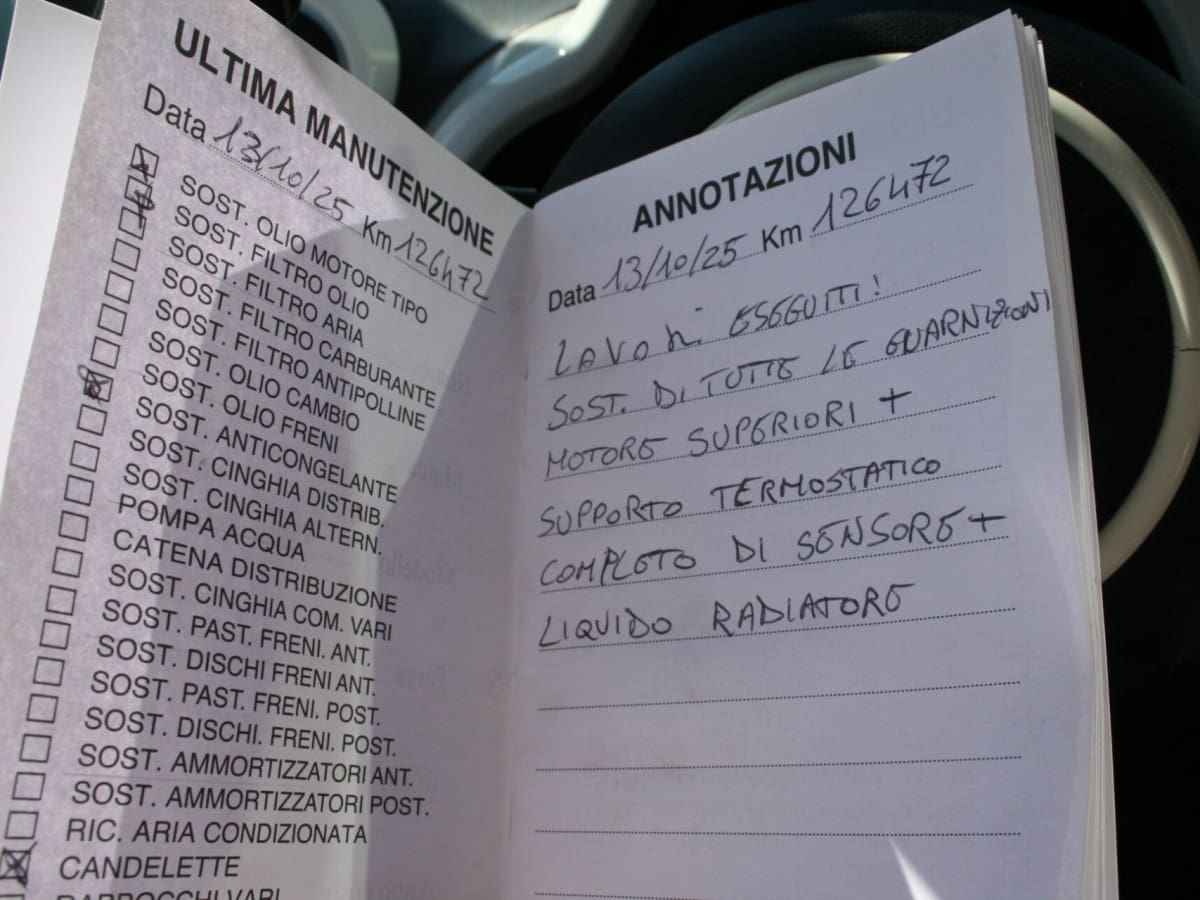 ULTIMA MANUTENZIONE
Data 13/10/25 Km 126472
SOST. OLIO MOTORE TIPO
SOST. FILTRO OLIO
SOST. FILTRO ARIA
SOST. FILTRO CARBURANTE
SOST. FILTRO ANTIPOLLINE
SOST. OLIO CAMBIO
SOST. OLIO FRENI
SOST. ANTICONGELANTE
SOST. CINGHIA DISTRIB.
SOST. CINGHIA ALTERN.
POMPA ACQUA
CATENA DISTRIBUZIONE
SOST. CINGHIA COM. VARI
SOST. PAST. FRENI. ANT.
SOST. DISCHI FRENI ANT.
SOST. PAST. FRENI. POST.
SOST. DISCHI. FRENI. POST.
SOST. AMMORTIZZATORI ANT.
SOST. AMMORTIZZATORI POST.
RIC. ARIA CONDIZIONATA
CANDELETTE
PARROCCHI VARI
ANNOTAZIONI
Data 13/10/25 Km 126472
LAVORI ESEGUITI!
SOST. DI TUTTE LE GUARNIZIONI
MOTORE SUPERIORI +
SUPPORTO TERMOSTATICO
COMPLETO DI SENSORE +
LIQUIDO RADIATORE